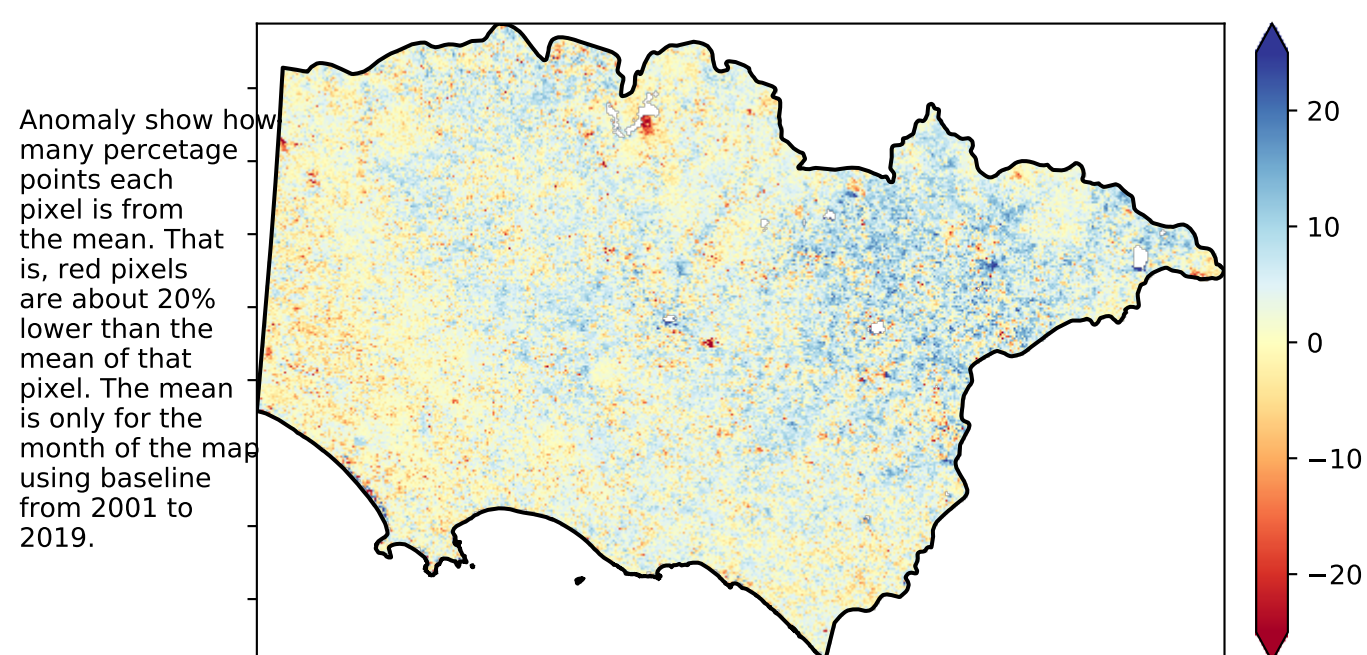 Anomaly show how
many percetage
points each
pixel is from
the mean. That
is, red pixels
are about 20%
lower than the
mean of that
pixel. The mean
is only for the
month of the map
using baseline
from 2001 to
2019.
20
10
0
−10
−20